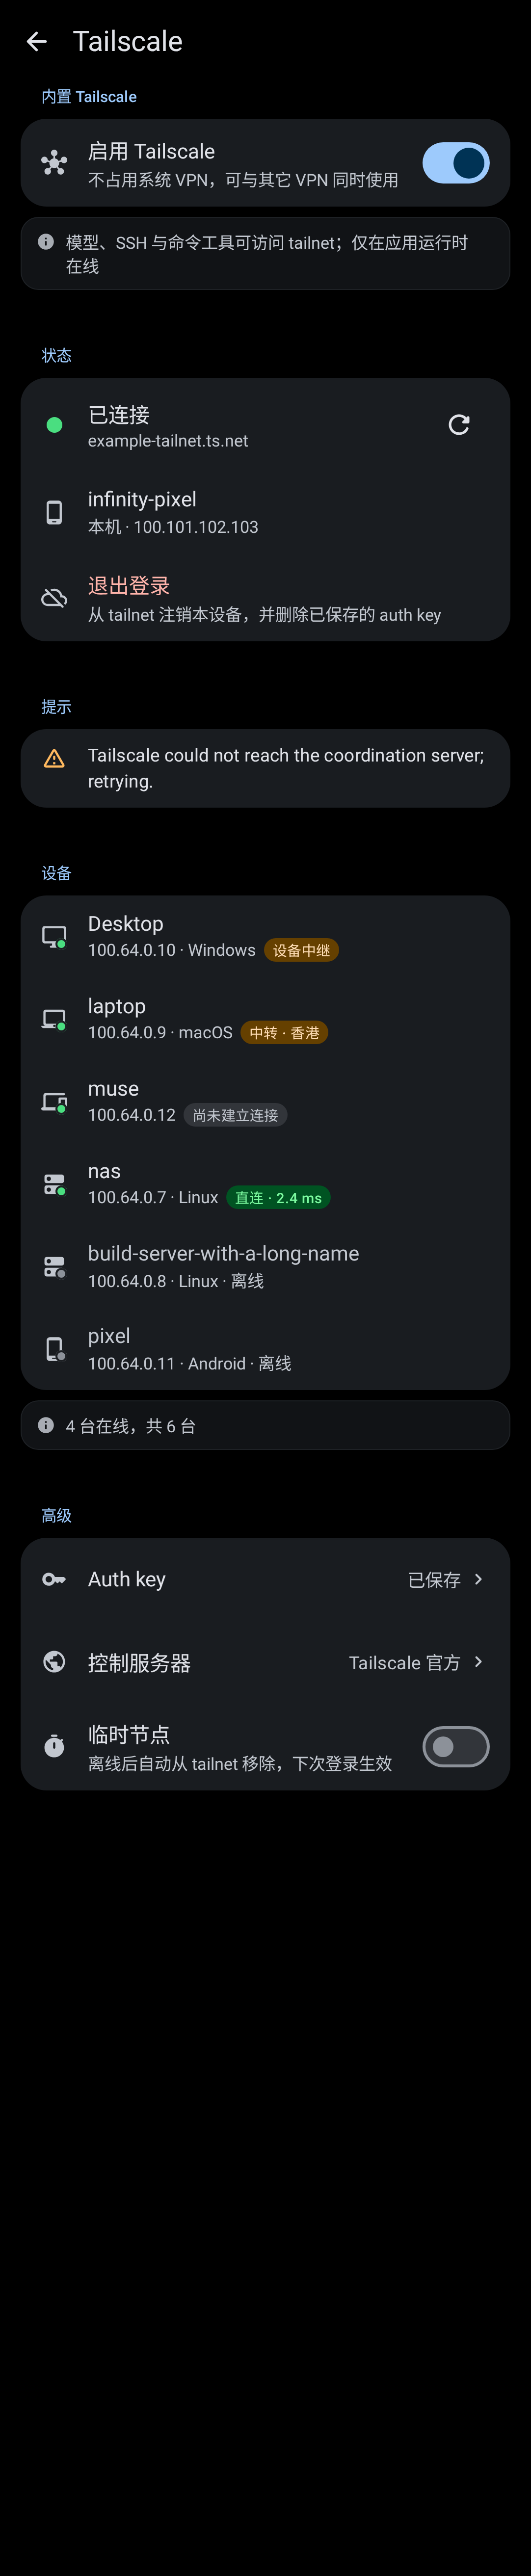 Tailscale
内置 Tailscale
启用 Tailscale
不占用系统 VPN，可与其它 VPN 同时使用
模型、SSH 与命令工具可访问 tailnet；仅在应用运行时
在线
状态
已连接
example-tailnet.ts.net
infinity-pixel
本机 · 100.101.102.103
退出登录
从 tailnet 注销本设备，并删除已保存的 auth key
提示
Tailscale could not reach the coordination server;
retrying.
设备
Desktop
100.64.0.10 · Windows 设备中继
laptop
100.64.0.9 · macOS 中转 · 香港
muse
100.64.0.12 尚未建立连接
nas
100.64.0.7 · Linux 直连 · 2.4 ms
build-server-with-a-long-name
100.64.0.8 · Linux · 离线
pixel
100.64.0.11 · Android · 离线
4 台在线，共 6 台
高级
Auth key 已保存
控制服务器 Tailscale 官方
临时节点
离线后自动从 tailnet 移除，下次登录生效